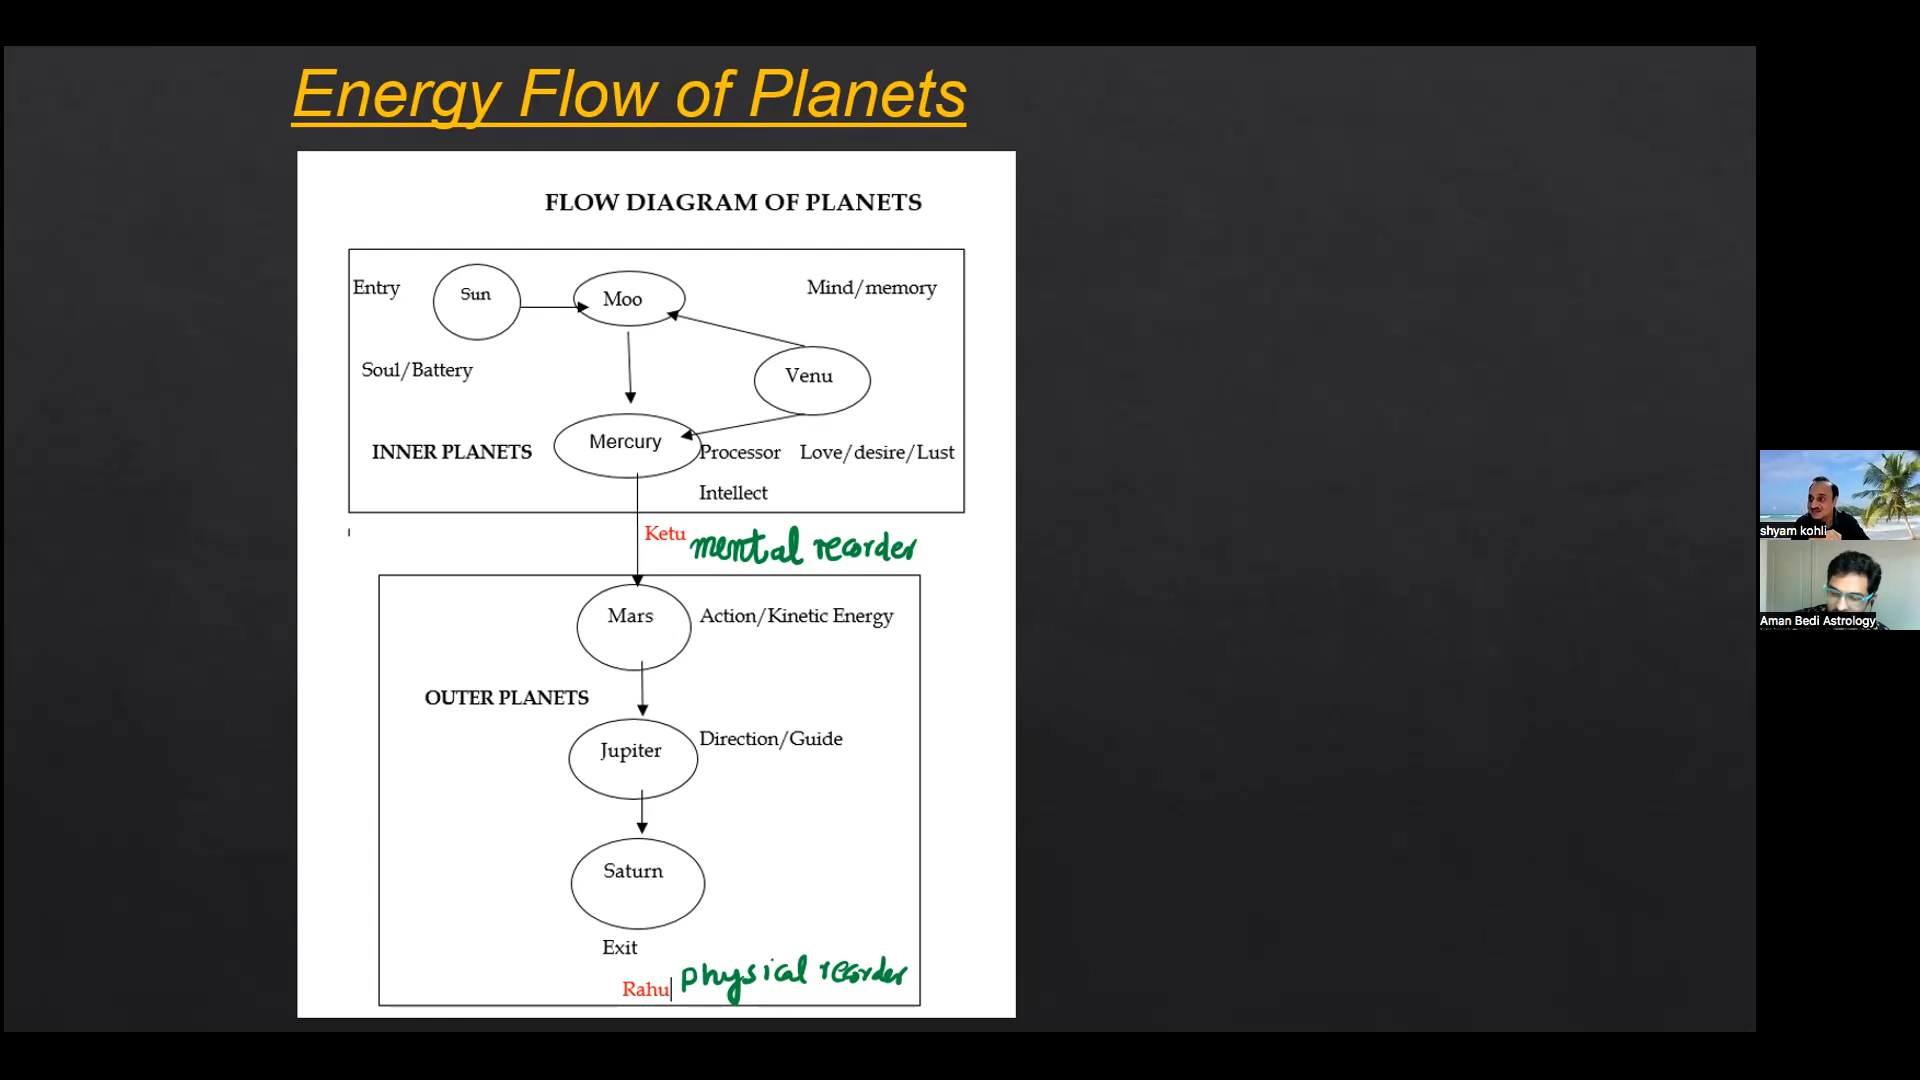 Energy Flow of Planets
FLOW DIAGRAM OF PLANETS
Entry
Sun
Moo
Mind/memory
Soul/Battery
Venu
INNER PLANETS
Mercury
Processor
Love/desire/Lust
Intellect
Ketu
mental recorder
Mars
Action/Kinetic Energy
OUTER PLANETS
Jupiter
Direction/Guide
Saturn
Exit
Rahu
physical recorder
shyam kohli
Aman Bedi Astrology